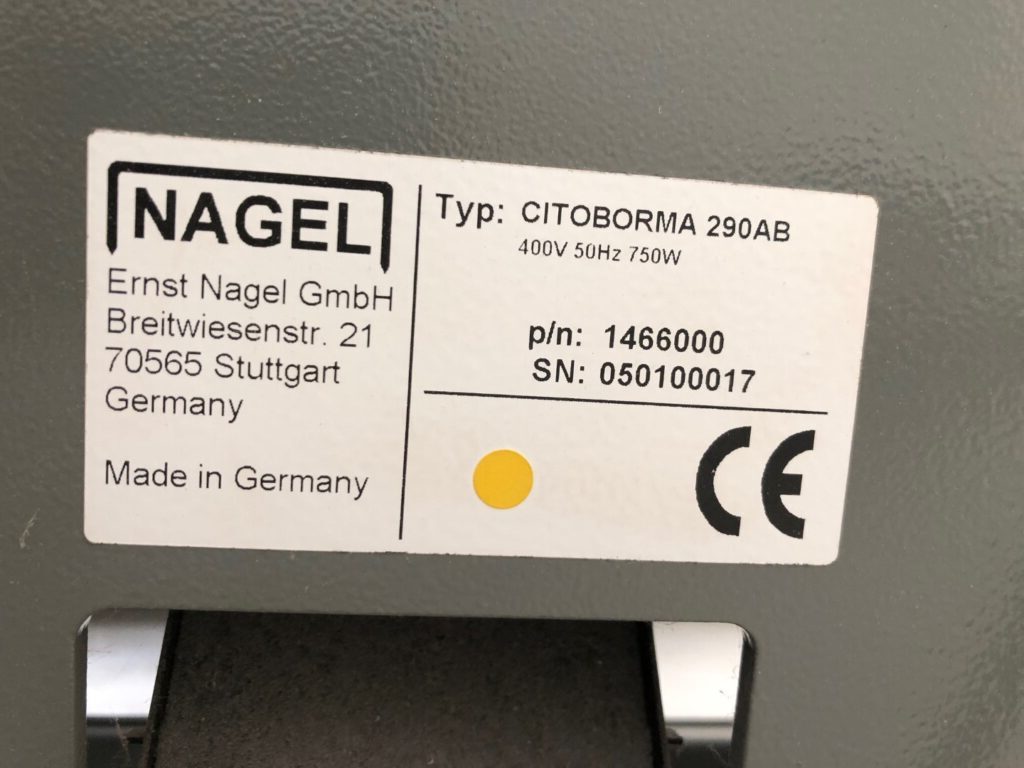 NAGEL
Ernst Nagel GmbH
Breitwiesenstr. 21
70565 Stuttgart
Germany
Made in Germany
Typ: CITOBORMA 290AB
400V 50Hz 750W
p/n: 1466000
SN: 050100017
CE